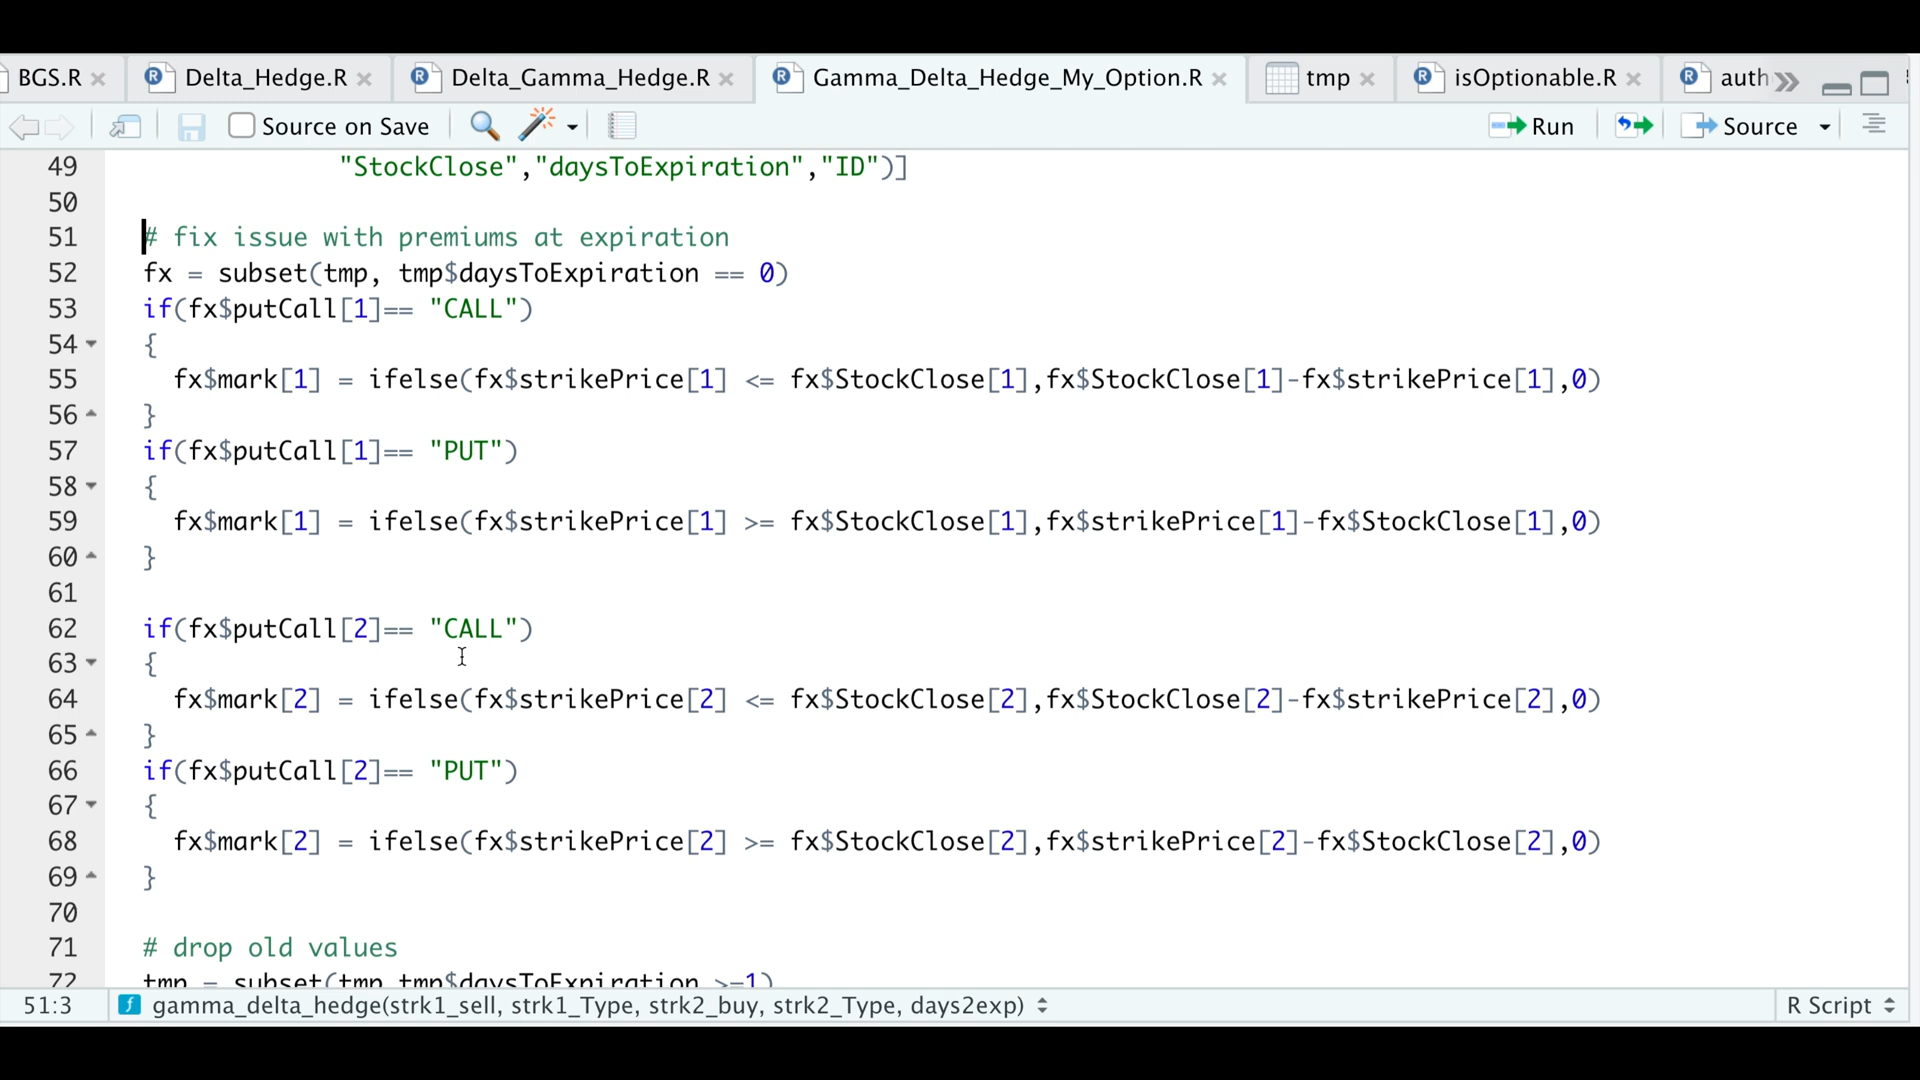 BGS.R Delta_Hedge.R Delta_Gamma_Hedge.R Gamma_Delta_Hedge_My_Option.R tmp isOptionable.R auth
Source on Save Run Source
49 "StockClose","daysToExpiration","ID")]
50
51 # fix issue with premiums at expiration
52 fx = subset(tmp, tmp$daysToExpiration == 0)
53 if(fx$putCall[1]== "CALL")
54 {
55 fx$mark[1] = ifelse(fx$strikePrice[1] <= fx$StockClose[1],fx$StockClose[1]-fx$strikePrice[1],0)
56 }
57 if(fx$putCall[1]== "PUT")
58 {
59 fx$mark[1] = ifelse(fx$strikePrice[1] >= fx$StockClose[1],fx$strikePrice[1]-fx$StockClose[1],0)
60 }
61
62 if(fx$putCall[2]== "CALL")
63 {
64 fx$mark[2] = ifelse(fx$strikePrice[2] <= fx$StockClose[2],fx$StockClose[2]-fx$strikePrice[2],0)
65 }
66 if(fx$putCall[2]== "PUT")
67 {
68 fx$mark[2] = ifelse(fx$strikePrice[2] >= fx$StockClose[2],fx$strikePrice[2]-fx$StockClose[2],0)
69 }
70
71 # drop old values
72 tmp = subset(tmp,tmp$daysToExpiration >=1)
51:3 gamma_delta_hedge(strk1_sell, strk1_Type, strk2_buy, strk2_Type, days2exp) R Script